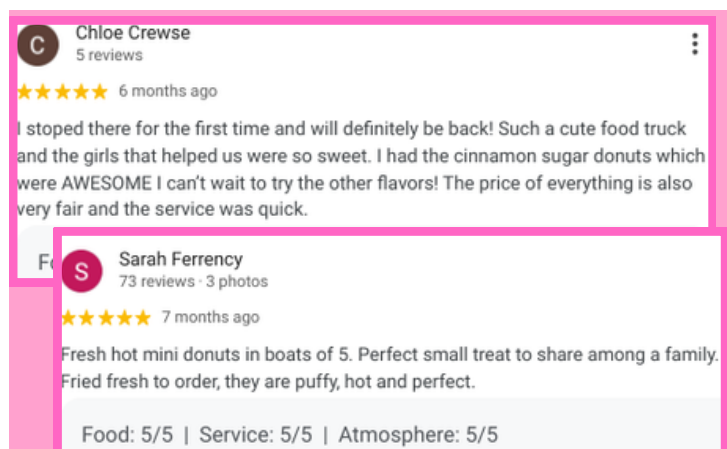 C
Chloe Crewse
5 reviews
6 months ago
I stoped there for the first time and will definitely be back! Such a cute food truck
and the girls that helped us were so sweet. I had the cinnamon sugar donuts which
were AWESOME I can't wait to try the other flavors! The price of everything is also
very fair and the service was quick.
S
Sarah Ferrency
73 reviews · 3 photos
7 months ago
Fresh hot mini donuts in boats of 5. Perfect small treat to share among a family.
Fried fresh to order, they are puffy, hot and perfect.
Food: 5/5 | Service: 5/5 | Atmosphere: 5/5